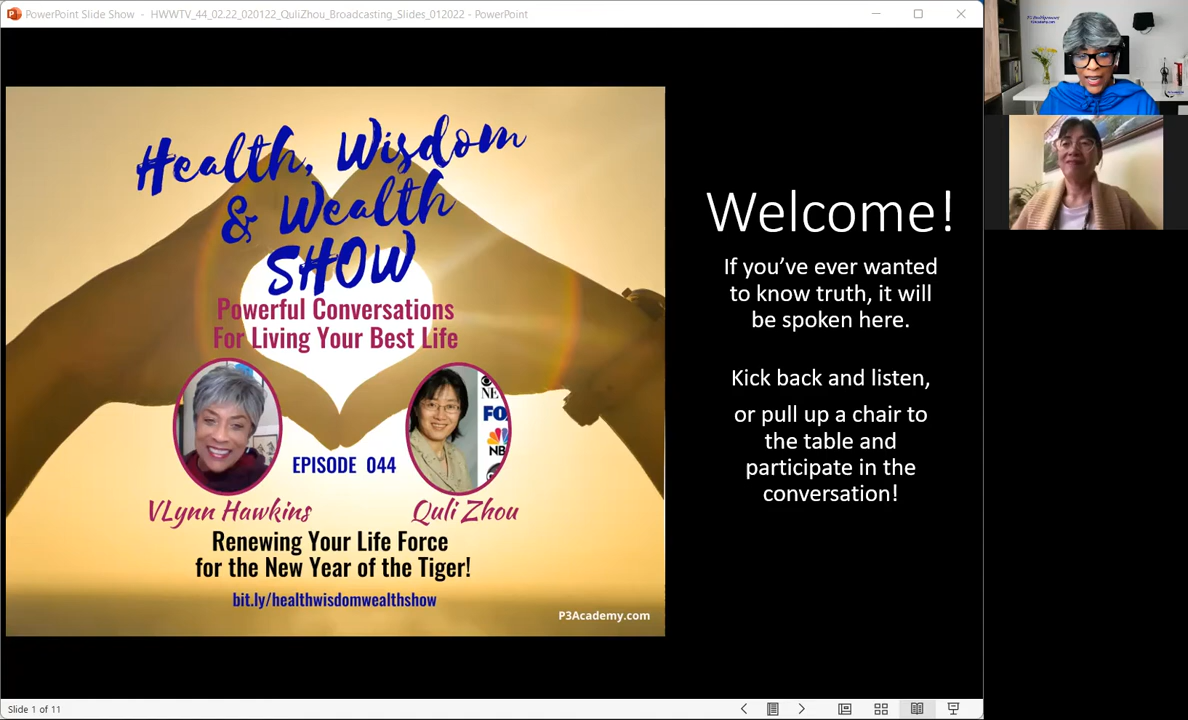 PowerPoint Slide Show - HWWTV_44_02.22_020122_QuliZhou_Broadcasting_Slides_012022 - PowerPoint
Health, Wisdom
& Wealth
SHOW
Powerful Conversations
For Living Your Best Life
NE
FOX
NB
EPISODE 044
VLynn Hawkins
Quli Zhou
Renewing Your Life Force
for the New Year of the Tiger!
bit.ly/healthwisdomwealthshow
P3Academy.com
Welcome!
If you've ever wanted
to know truth, it will
be spoken here.
Kick back and listen,
or pull up a chair to
the table and
participate in the
conversation!
Slide 1 of 11